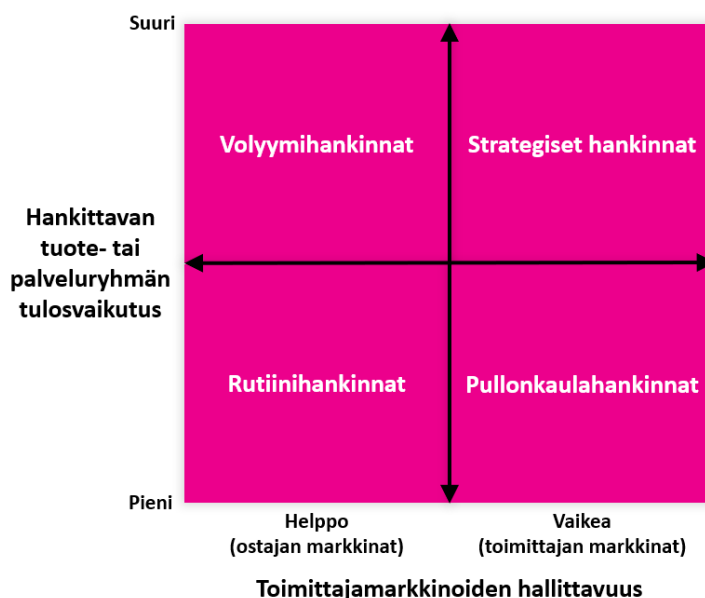 Suuri
Volyymihankinnat
Strategiset hankinnat
Hankittavan
tuote- tai
palveluryhmän
tulosvaikutus
Rutiinihankinnat
Pullonkaulahankinnat
Pieni
Helppo
(ostajan markkinat)
Vaikea
(toimittajan markkinat)
Toimittajamarkkinoiden hallittavuus